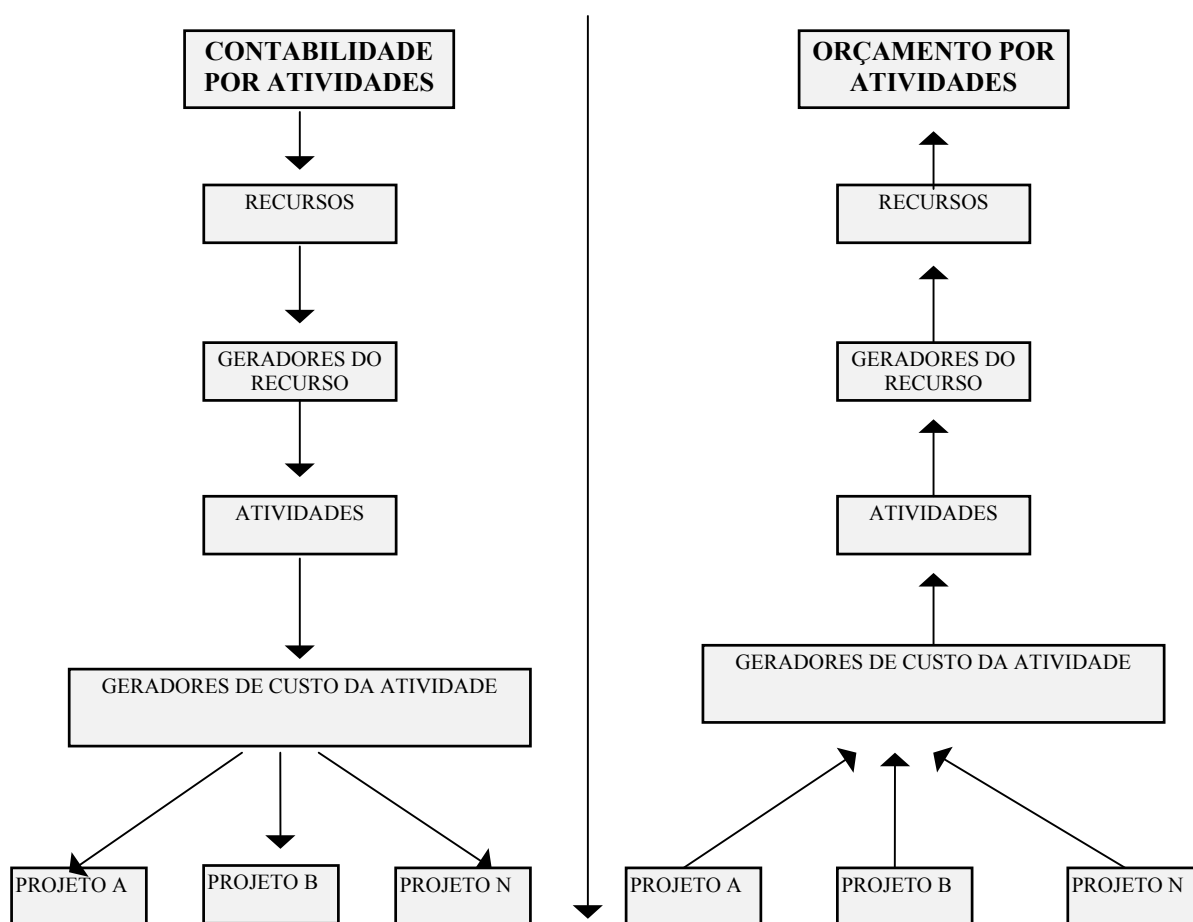 CONTABILIDADE
POR ATIVIDADES
RECURSOS
GERADORES DO
RECURSO
ATIVIDADES
GERADORES DE CUSTO DA ATIVIDADE
PROJETO A
PROJETO B
PROJETO N
ORÇAMENTO POR
ATIVIDADES
RECURSOS
GERADORES DO
RECURSO
ATIVIDADES
GERADORES DE CUSTO DA ATIVIDADE
PROJETO A
PROJETO B
PROJETO N